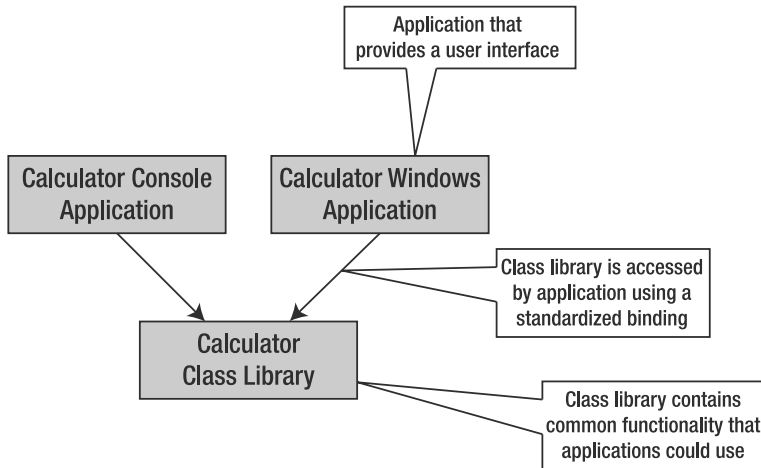 Application that
provides a user interface
Calculator Console
Application
Calculator Windows
Application
Class library is accessed
by application using a
standardized binding
Calculator
Class Library
Class library contains
common functionality that
applications could use